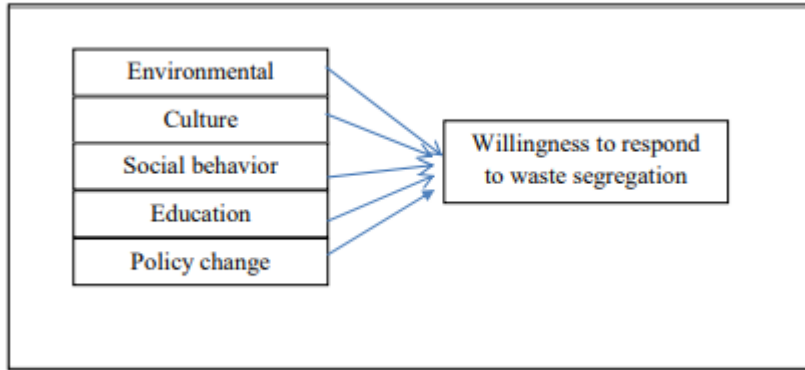 Environmental
Culture
Social behavior
Education
Policy change
Willingness to respond
to waste segregation